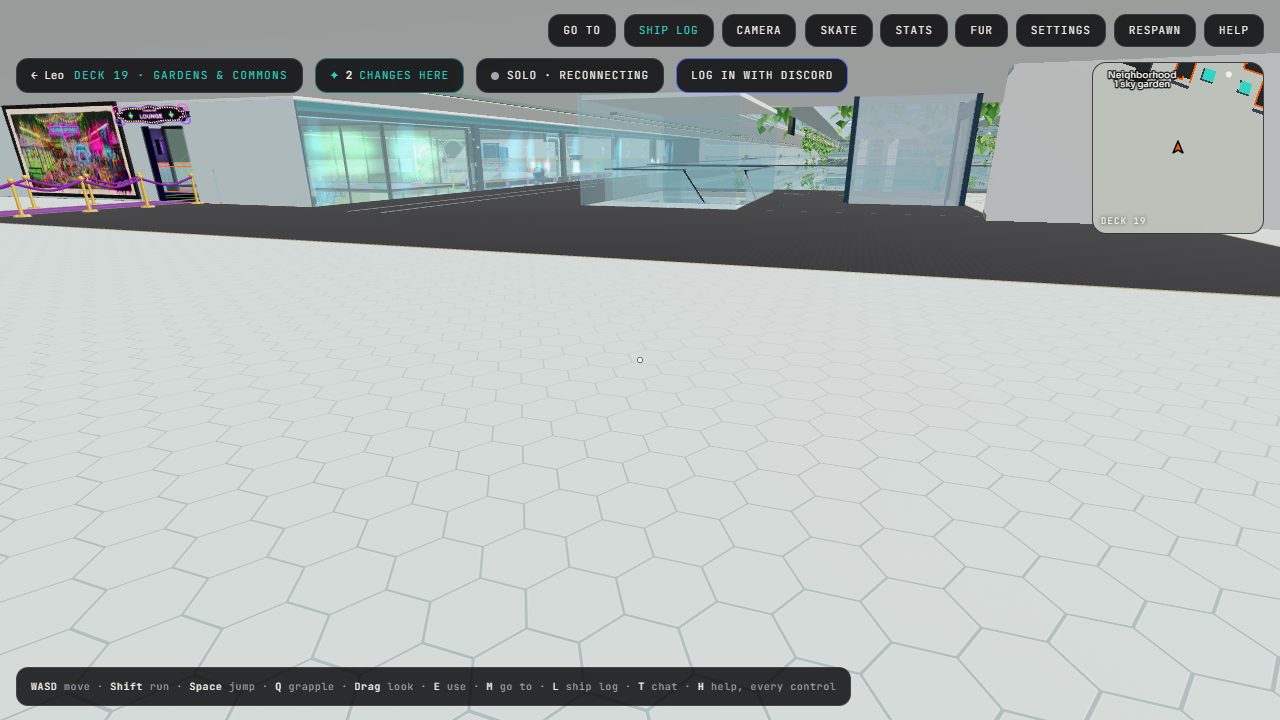 GO TO
SHIP LOG
CAMERA
SKATE
STATS
FUR
SETTINGS
RESPAWN
HELP
← Leo DECK 19 · GARDENS & COMMONS
✦ 2 CHANGES HERE
SOLO · RECONNECTING
LOG IN WITH DISCORD
Neighborhood
1 sky garden
DECK 19
LOUNGE
WASD move · Shift run · Space jump · Q grapple · Drag look · E use · M go to · L ship log · T chat · H help, every control